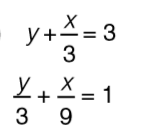 y + x/3 = 3
y/3 + x/9 = 1